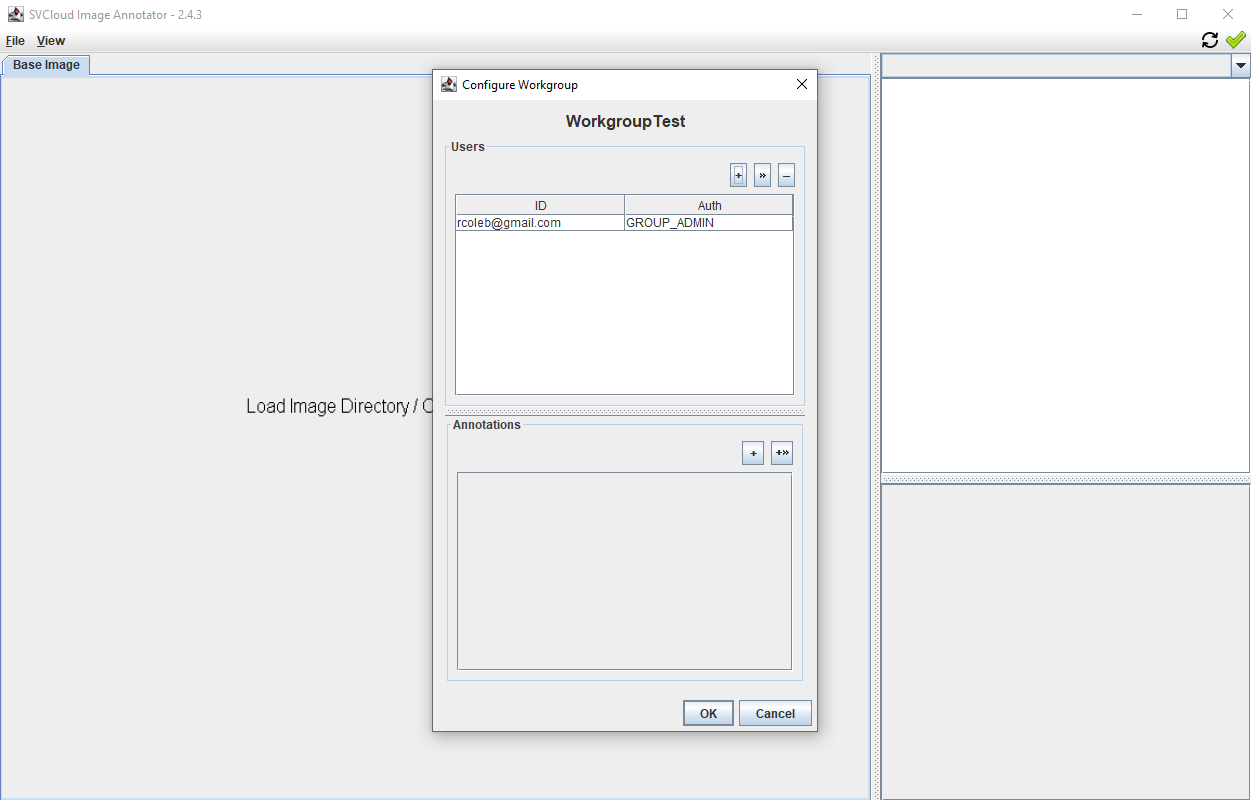 SVCloud Image Annotator - 2.4.3
File View
Base Image
Configure Workgroup
WorkgroupTest
Users
+ » –
ID Auth
rcoleb@gmail.com GROUP_ADMIN
Load Image Directory /
Annotations
+ +»
OK Cancel